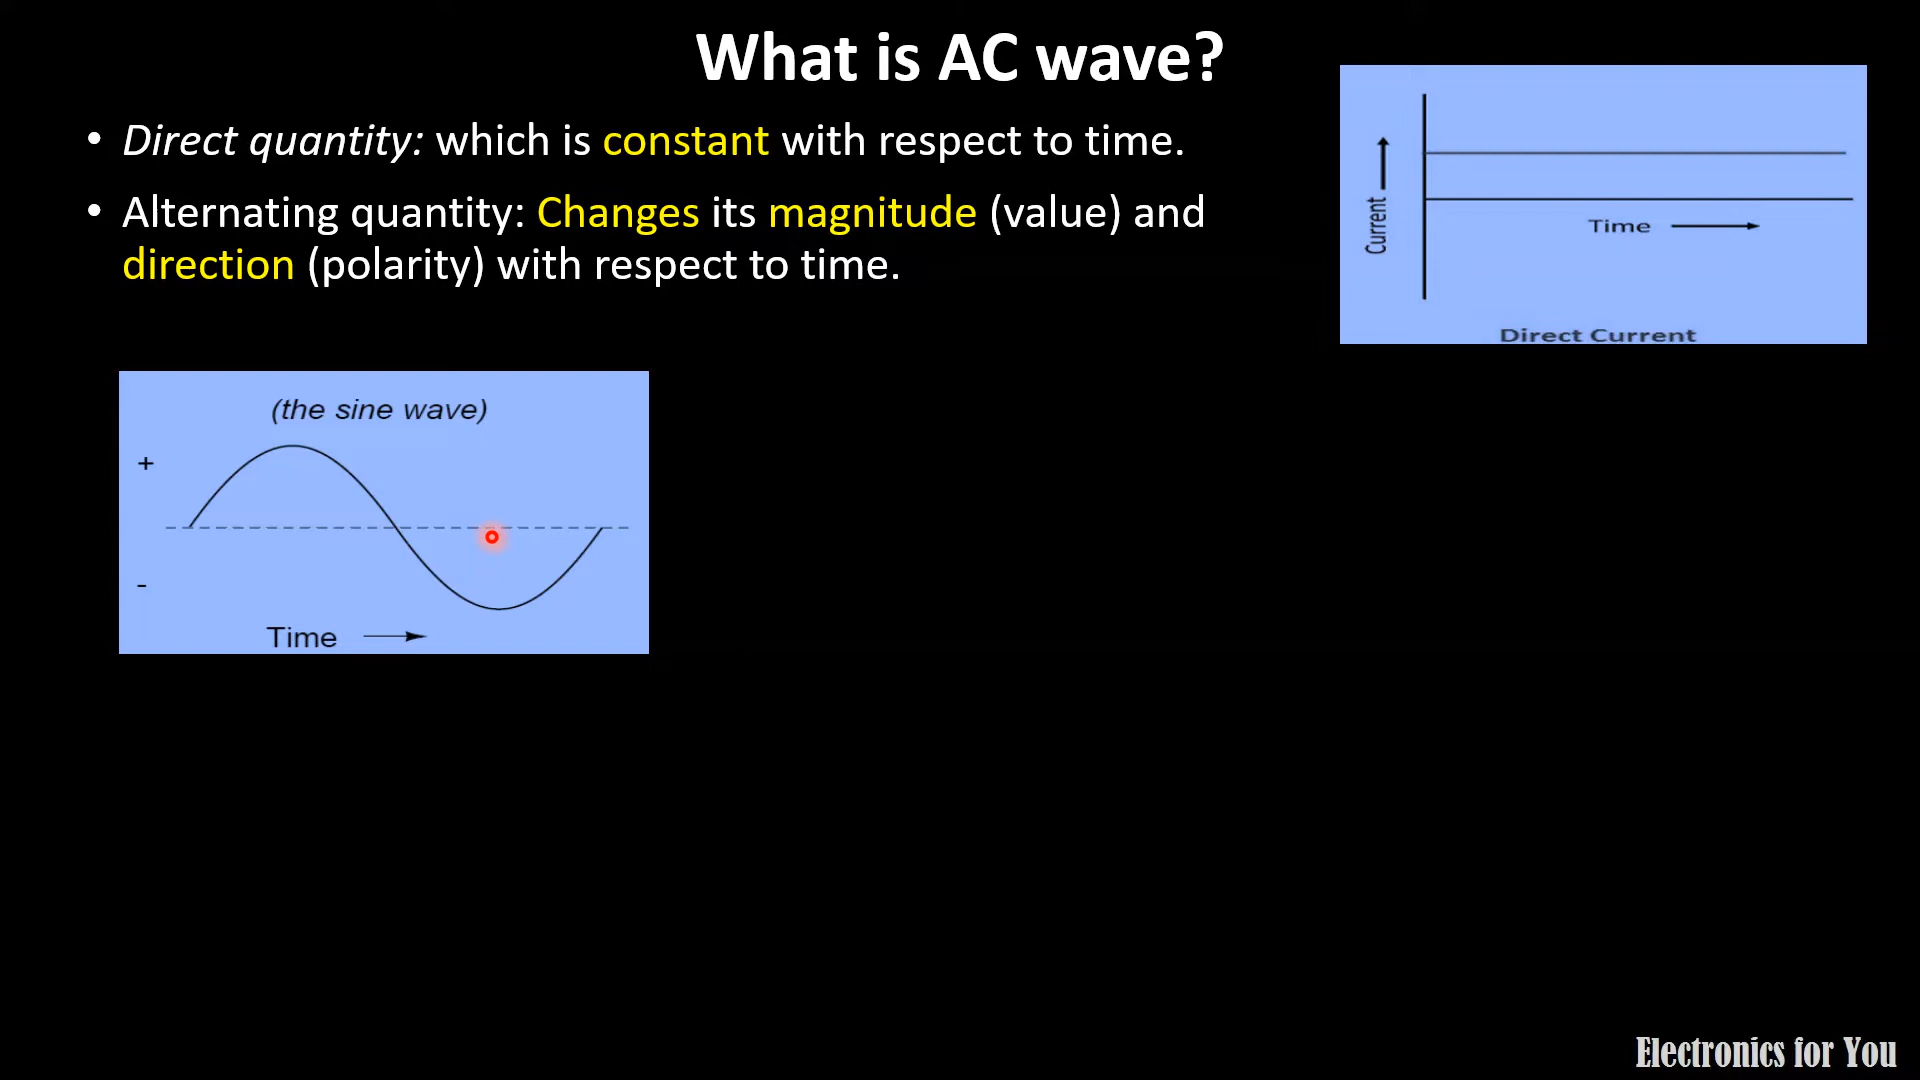 What is AC wave?
• Direct quantity: which is constant with respect to time.
• Alternating quantity: Changes its magnitude (value) and
direction (polarity) with respect to time.
Current
Time
Direct Current
(the sine wave)
+
-
Time
Electronics for You